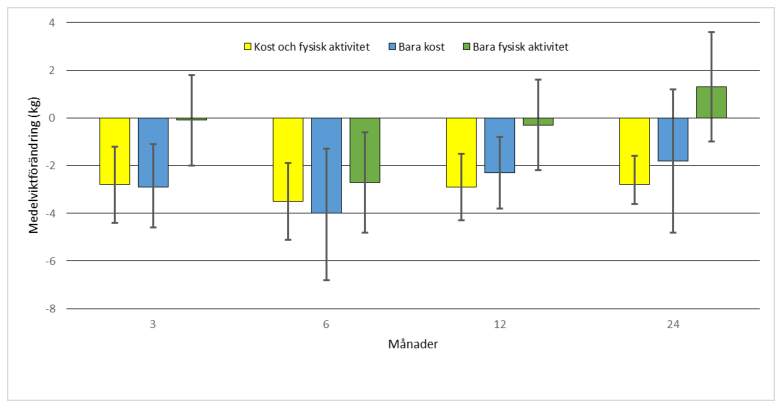 4
Kost och fysisk aktivitet Bara kost Bara fysisk aktivitet
2
0
-2
-4
-6
-8
Medelviktförändring (kg)
3 6 12 24
Månader